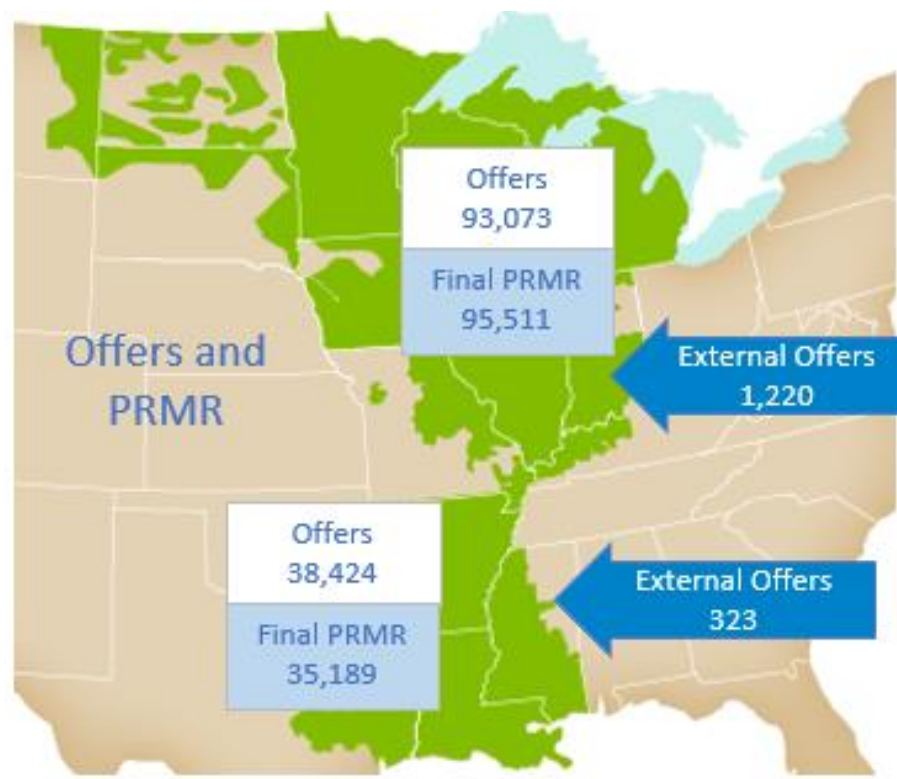 Offers
93,073
Final PRMR
95,511
Offers and
PRMR
External Offers
1,220
Offers
38,424
Final PRMR
35,189
External Offers
323